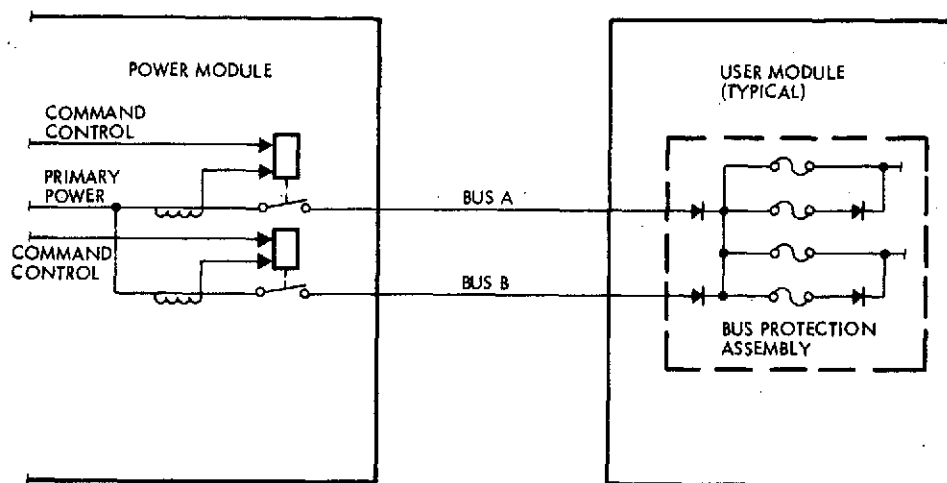 POWER MODULE
COMMAND
CONTROL
PRIMARY
POWER
COMMAND
CONTROL
BUS A
BUS B
USER MODULE
(TYPICAL)
BUS PROTECTION
ASSEMBLY